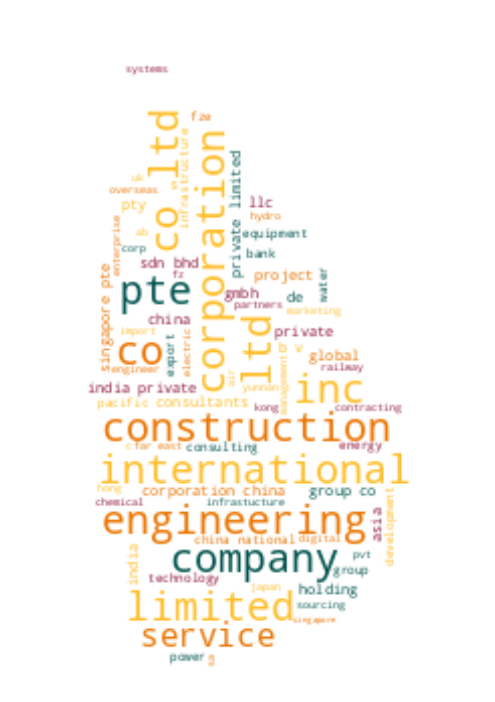 systems
co ltd
fze
corporation
infrastructure
private limited
uk
s
overseas
pty
llc
hydro
enterprise
ab
equipment
corp
bank
sdn bhd
singapore pte
fz
project
water
pte
gmbh
de
partners
marketing
china
ltd
import
export
electric
private
co
global
engineer
railway
air
management
india private
yunnan
inc
pacific consultants
kong
contracting
construction
far east
consulting
energy
international
hong
corporation china
group co
chemical
infrastucture
development
engineering
asia
china national
digital
company
pvt
india
group
technology
japan
holding
limited
sourcing
singapore
service
power
g